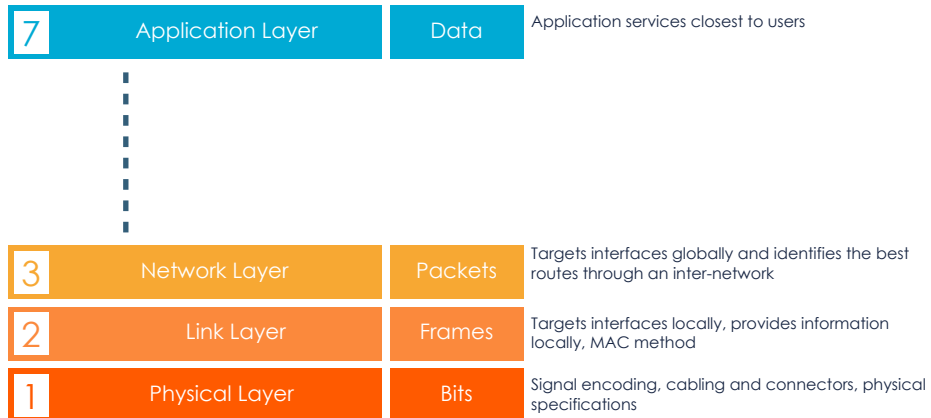 7 Application Layer Data Application services closest to users
3 Network Layer Packets Targets interfaces globally and identifies the best
routes through an inter-network
2 Link Layer Frames Targets interfaces locally, provides information
locally, MAC method
1 Physical Layer Bits Signal encoding, cabling and connectors, physical
specifications